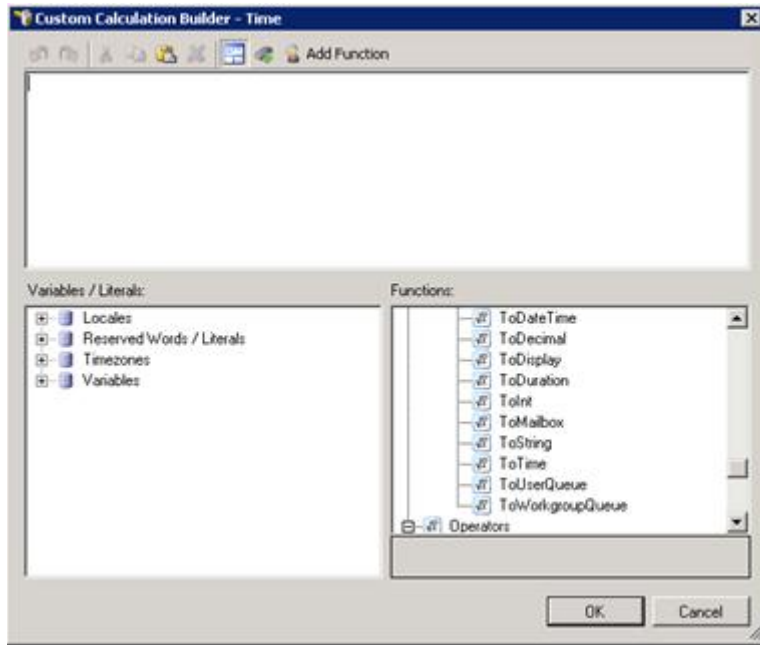 Custom Calculation Builder - Time
Add Function
Variables / Literals:
Locales
Reserved Words / Literals
Timezones
Variables
Functions:
ToDateTime
ToDecimal
ToDisplay
ToDuration
ToInt
ToMailbox
ToString
ToTime
ToUserQueue
ToWorkgroupQueue
Operators
OK
Cancel